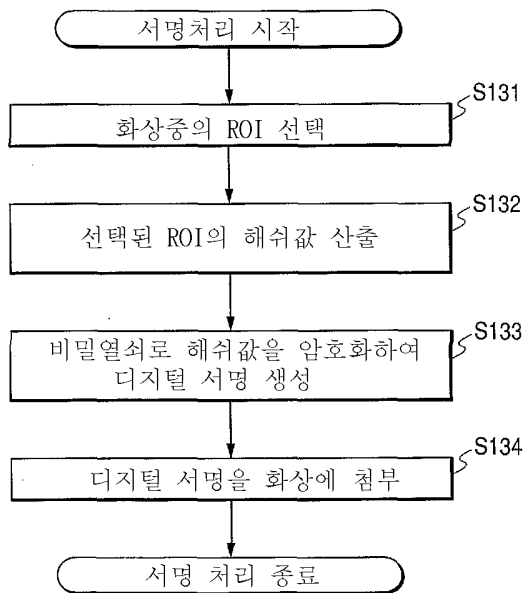 서명처리 시작
S131
화상중의 ROI 선택
S132
선택된 ROI의 해쉬값 산출
S133
비밀열쇠로 해쉬값을 암호화하여
디지털 서명 생성
S134
디지털 서명을 화상에 첨부
서명 처리 종료